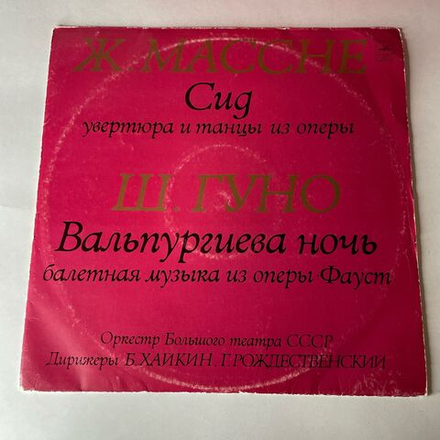 Ж. МАССНЕ
Сид
увертюра и танцы из оперы
Ш. ГУНО
Вальпургиева ночь
балетная музыка из оперы Фауст
Оркестр Большого театра СССР
Дирижеры Б.ХАЙКИН, Г.РОЖДЕСТВЕНСКИЙ